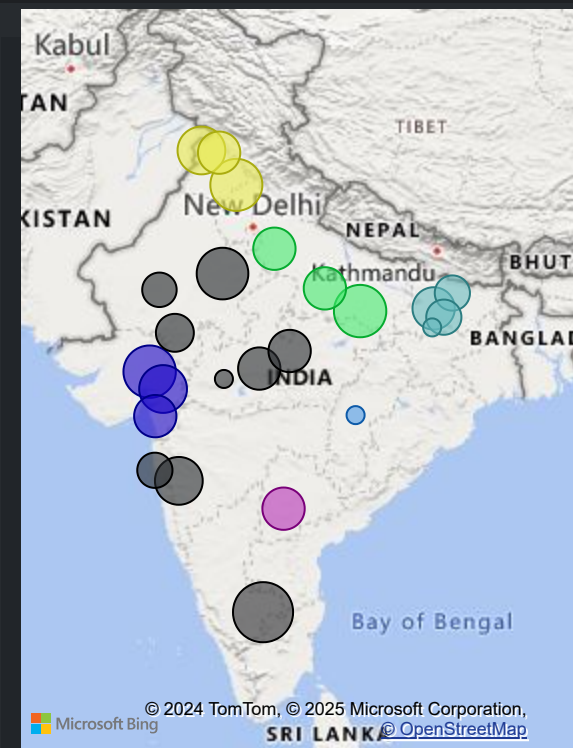 Kabul
TAN
TIBET
New Delhi
KISTAN
NEPAL
BHUT
Kathmandu
BANGLAD
INDIA
Bay of Bengal
© 2024 TomTom, © 2025 Microsoft Corporation,
Microsoft Bing
© OpenStreetMap
SRI LANKA